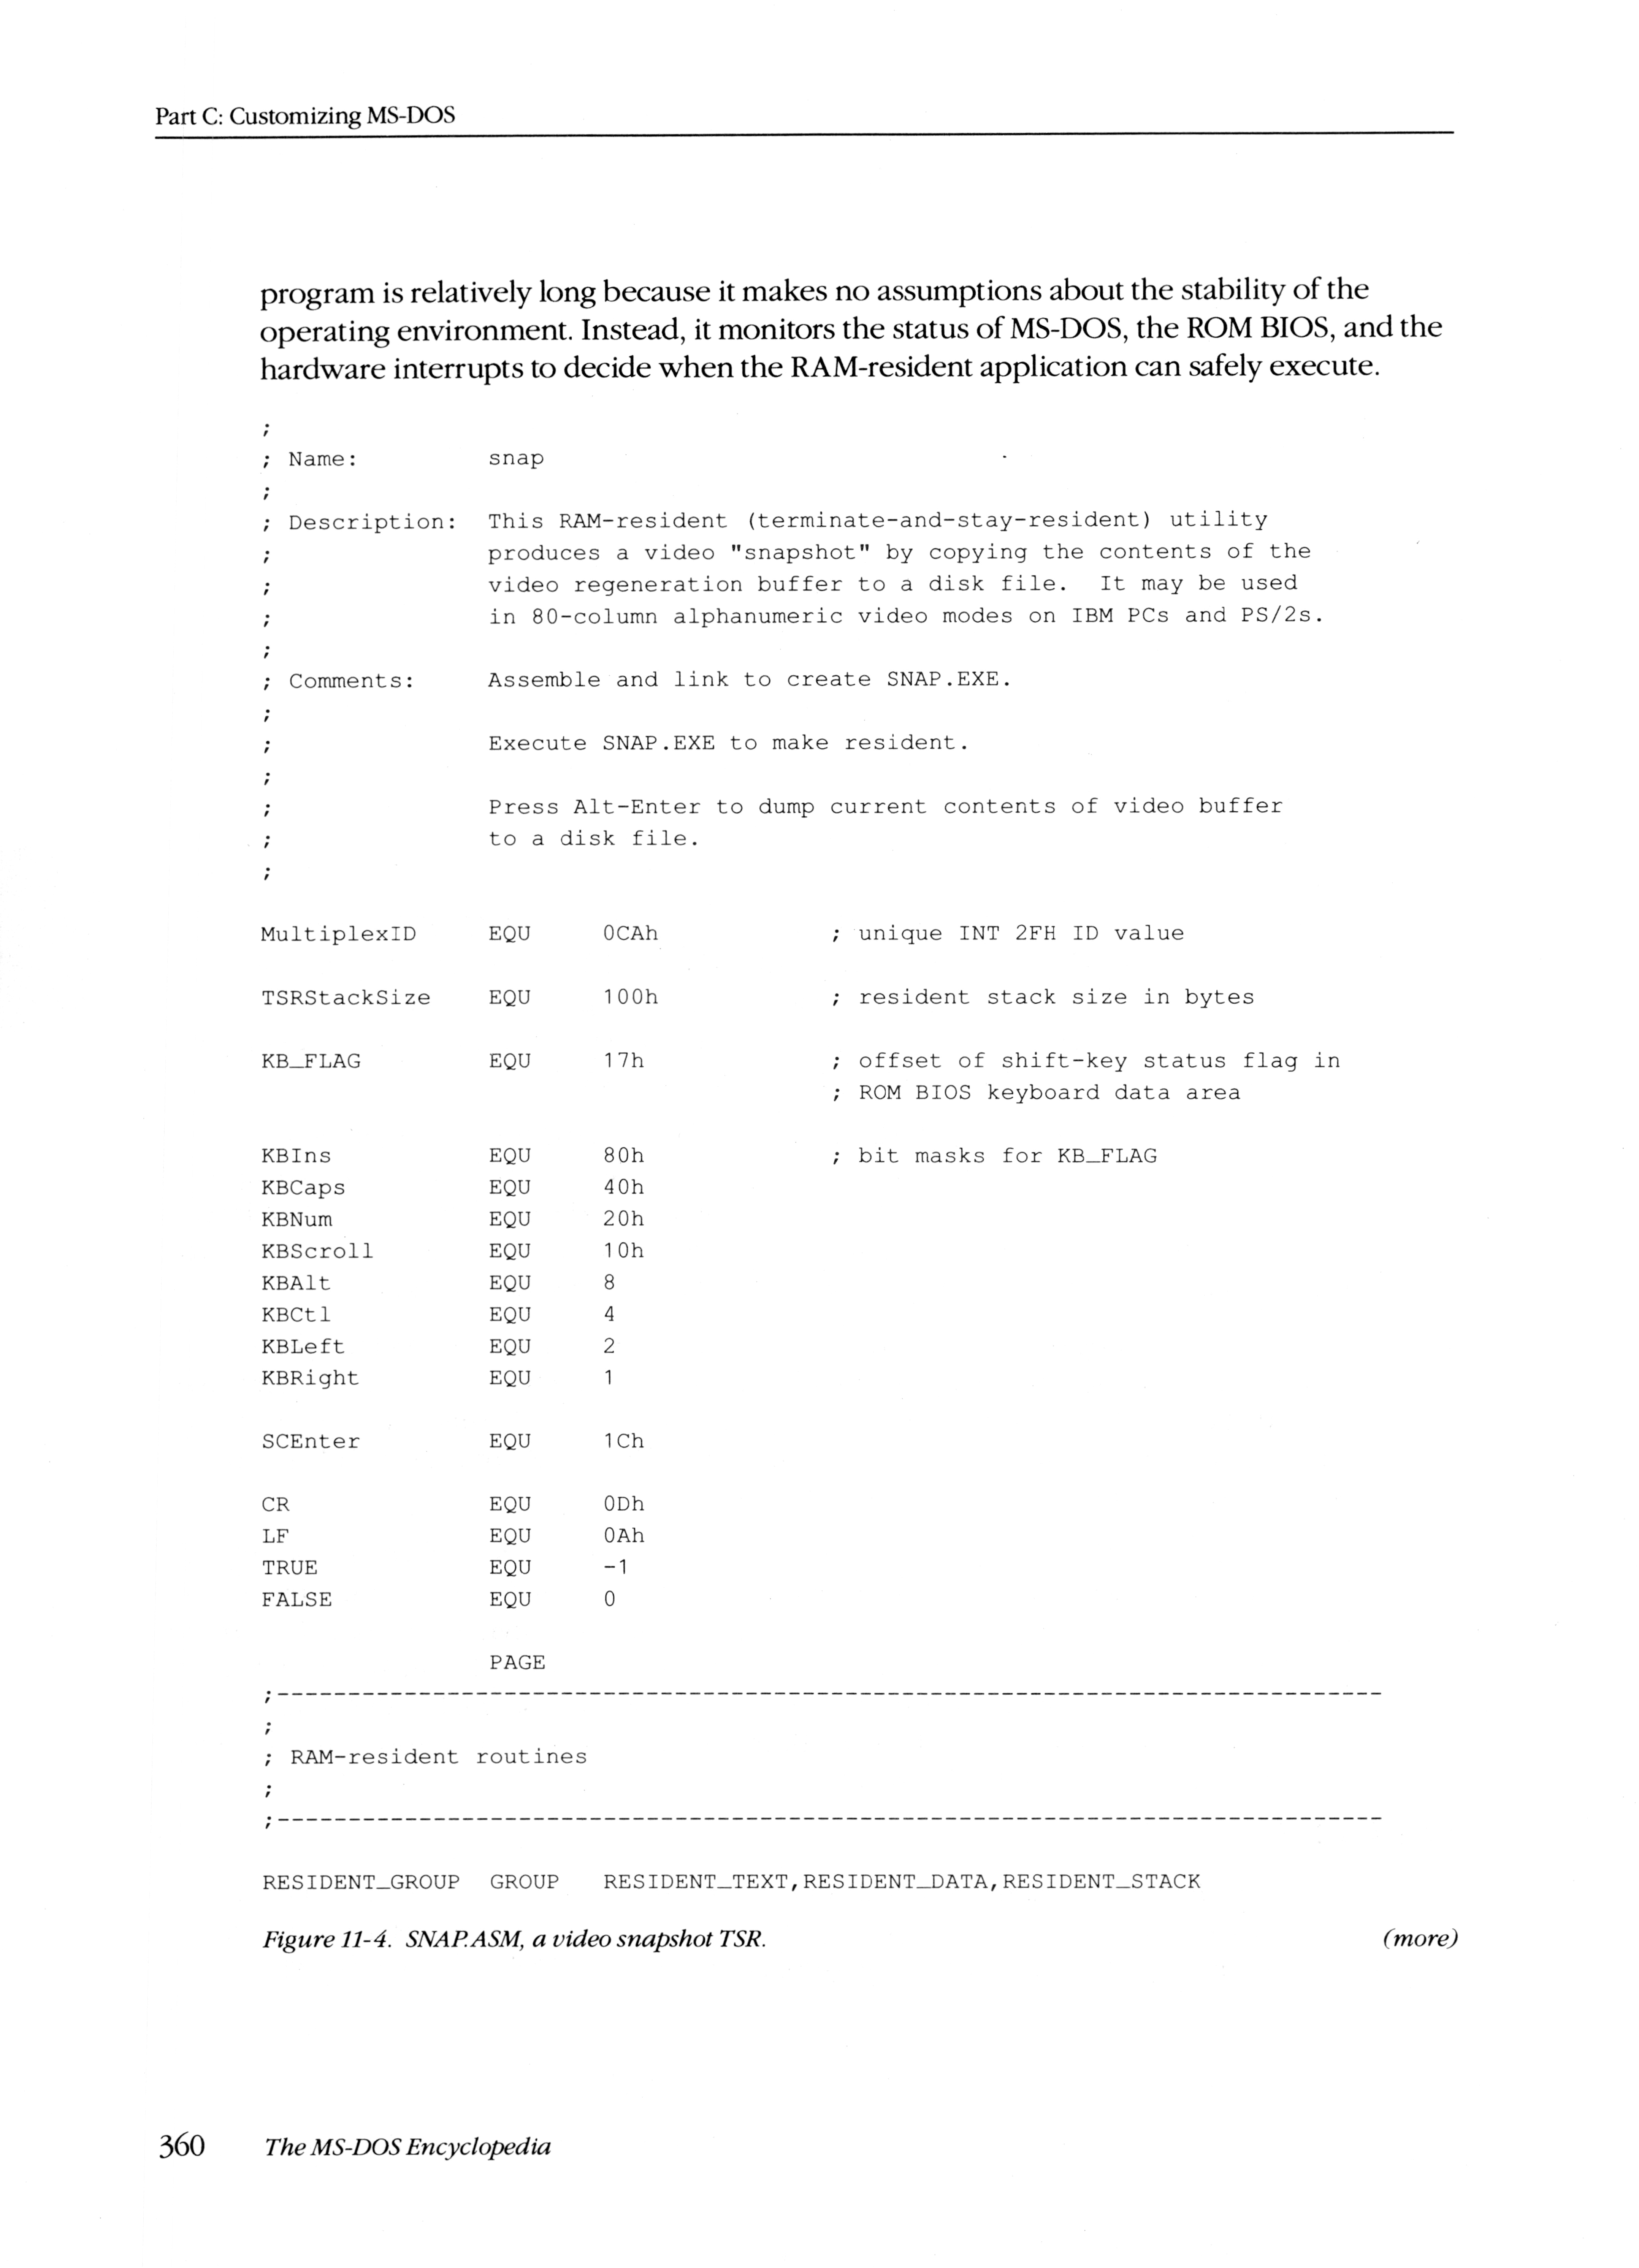 Part C: Customizing MS-DOS
program is relatively long because it makes no assumptions about the stability of the
operating environment. Instead, it monitors the status of MS-DOS, the ROM BIOS, and the
hardware interrupts to decide when the RAM-resident application can safely execute.
;
; Name: snap
;
; Description: This RAM-resident (terminate-and-stay-resident) utility
; produces a video "snapshot" by copying the contents of the
; video regeneration buffer to a disk file. It may be used
; in 80-column alphanumeric video modes on IBM PCs and PS/2s.
;
; Comments: Assemble and link to create SNAP.EXE.
;
; Execute SNAP.EXE to make resident.
;
; Press Alt-Enter to dump current contents of video buffer
; to a disk file.
;
MultiplexID EQU 0CAh ; unique INT 2FH ID value
TSRStackSize EQU 100h ; resident stack size in bytes
KB_FLAG EQU 17h ; offset of shift-key status flag in
; ROM BIOS keyboard data area
KBIns EQU 80h ; bit masks for KB_FLAG
KBCaps EQU 40h
KBNum EQU 20h
KBScroll EQU 10h
KBAlt EQU 8
KBCtl EQU 4
KBLeft EQU 2
KBRight EQU 1
SCEnter EQU 1Ch
CR EQU 0Dh
LF EQU 0Ah
TRUE EQU -1
FALSE EQU 0
PAGE
;------------------------------------------------------------------------------
;
; RAM-resident routines
;
;------------------------------------------------------------------------------
RESIDENT_GROUP GROUP RESIDENT_TEXT,RESIDENT_DATA,RESIDENT_STACK
Figure 11-4. SNAP.ASM, a video snapshot TSR. (more)
360 The MS-DOS Encyclopedia